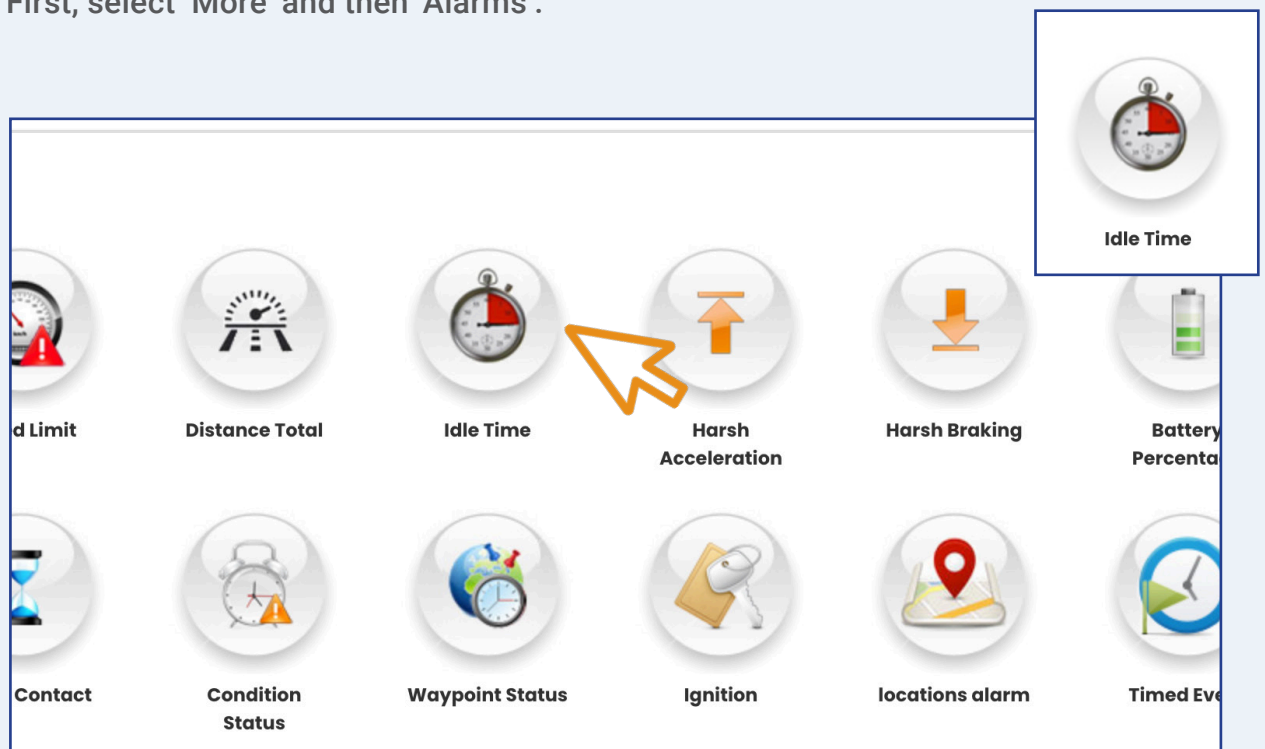 First, select 'More' and then 'Alarms'.
Idle Time
d Limit
Distance Total
Idle Time
Harsh
Acceleration
Harsh Braking
Battery
Percenta
Contact
Condition
Status
Waypoint Status
Ignition
locations alarm
Timed Eve